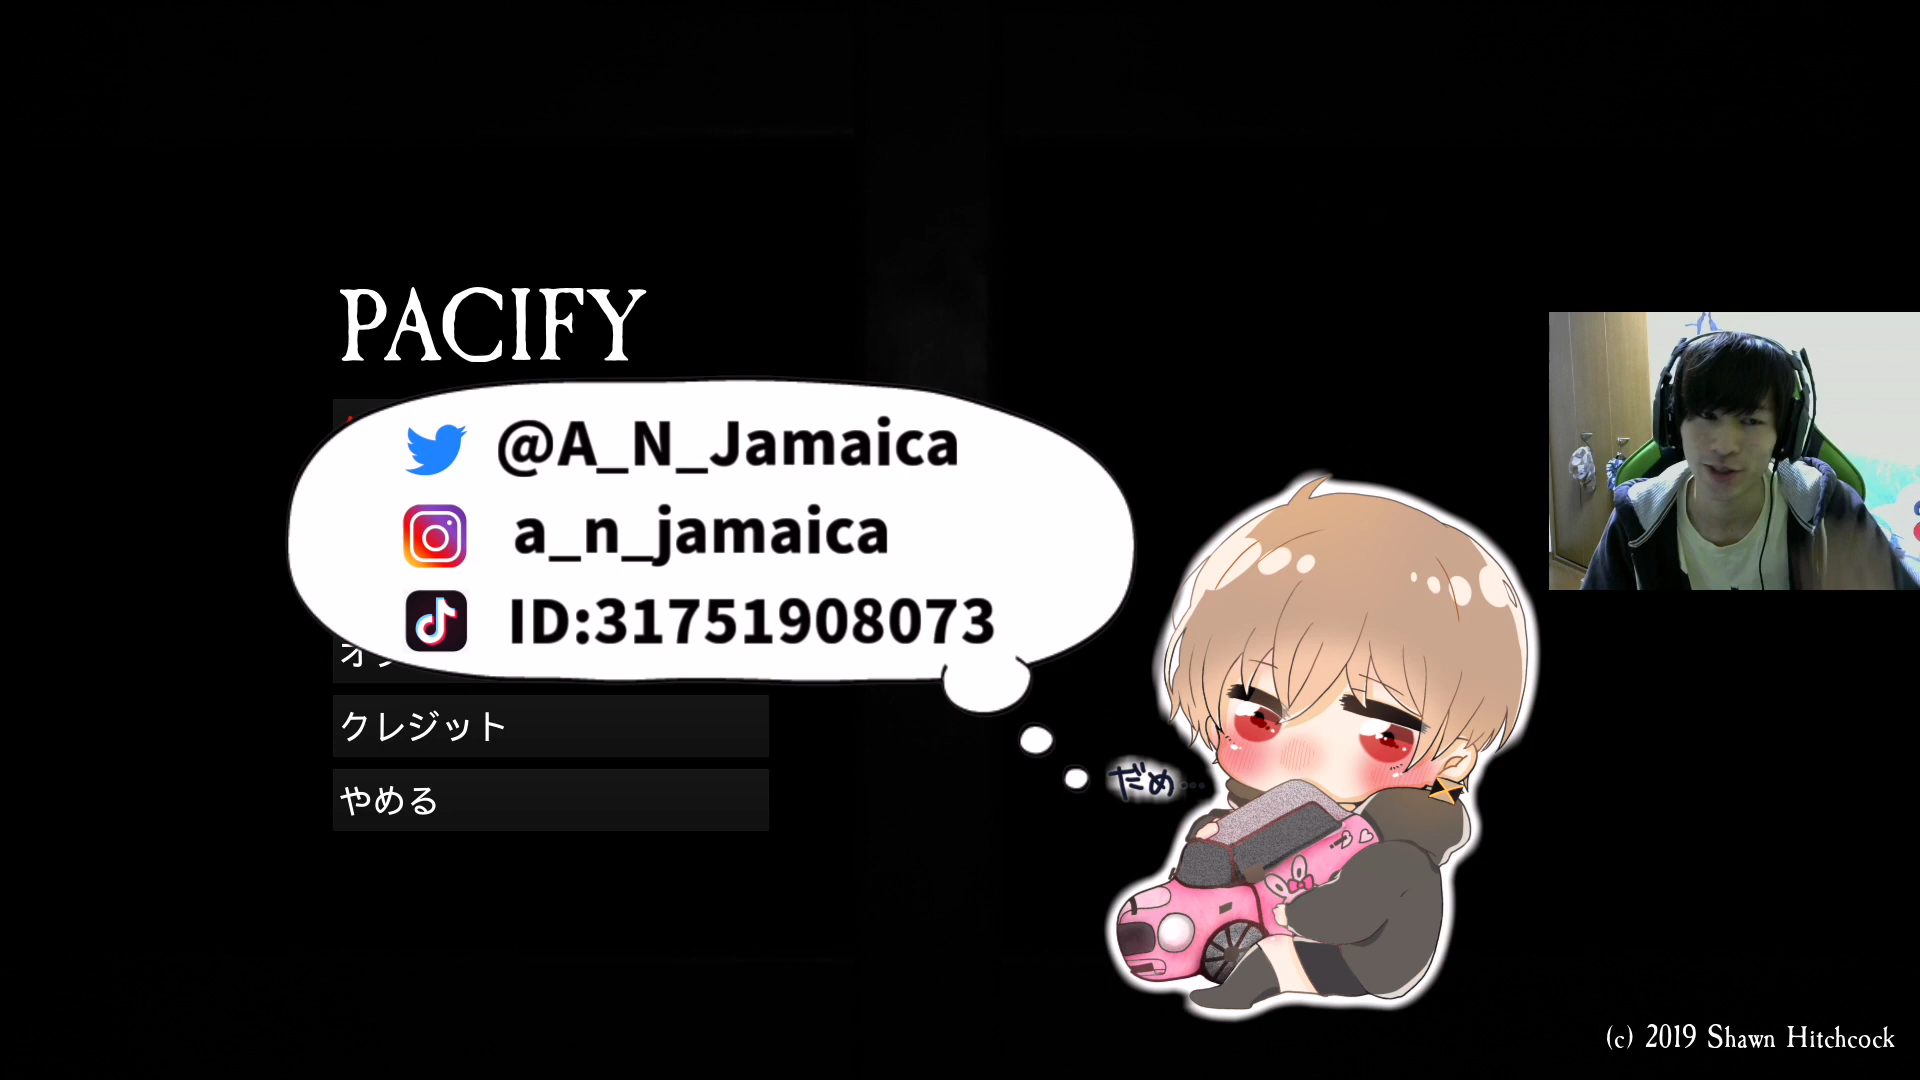 PACIFY
@A_N_Jamaica
a_n_jamaica
ID:31751908073
クレジット
やめる
だめ…
(c) 2019 Shawn Hitchcock